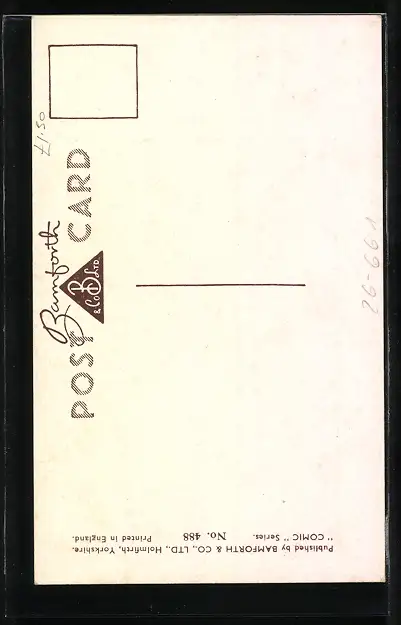 £1.50
Bamforth
POST CARD
B
& Co Ltd
Published by BAMFORTH & CO., LTD., Holmfirth, Yorkshire.
"COMIC" Series. No. 488 Printed in England.
26-661